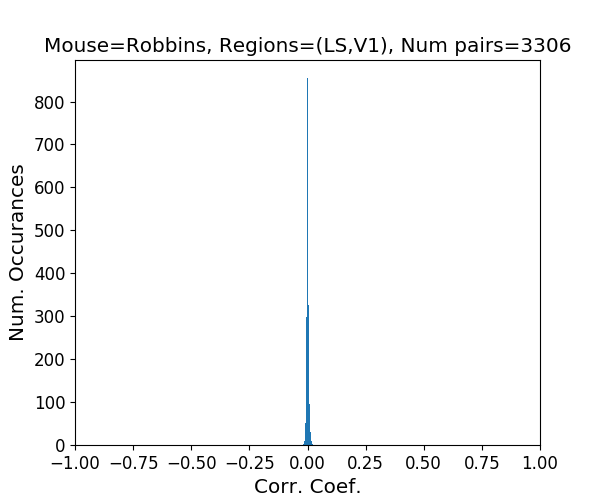 Mouse=Robbins, Regions=(LS,V1), Num pairs=3306
Num. Occurances
800
700
600
500
400
300
200
100
0
−1.00 −0.75 −0.50 −0.25 0.00 0.25 0.50 0.75 1.00
Corr. Coef.